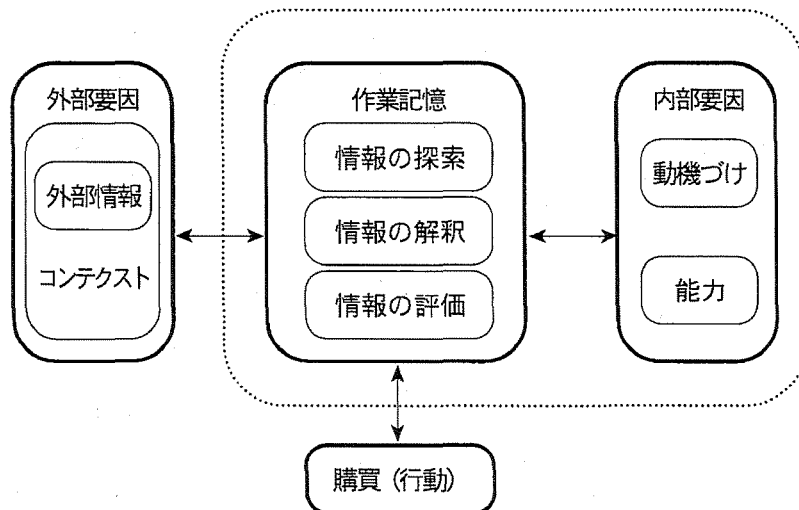 外部要因
外部情報
コンテクスト
作業記憶
情報の探索
情報の解釈
情報の評価
内部要因
動機づけ
能力
購買（行動）